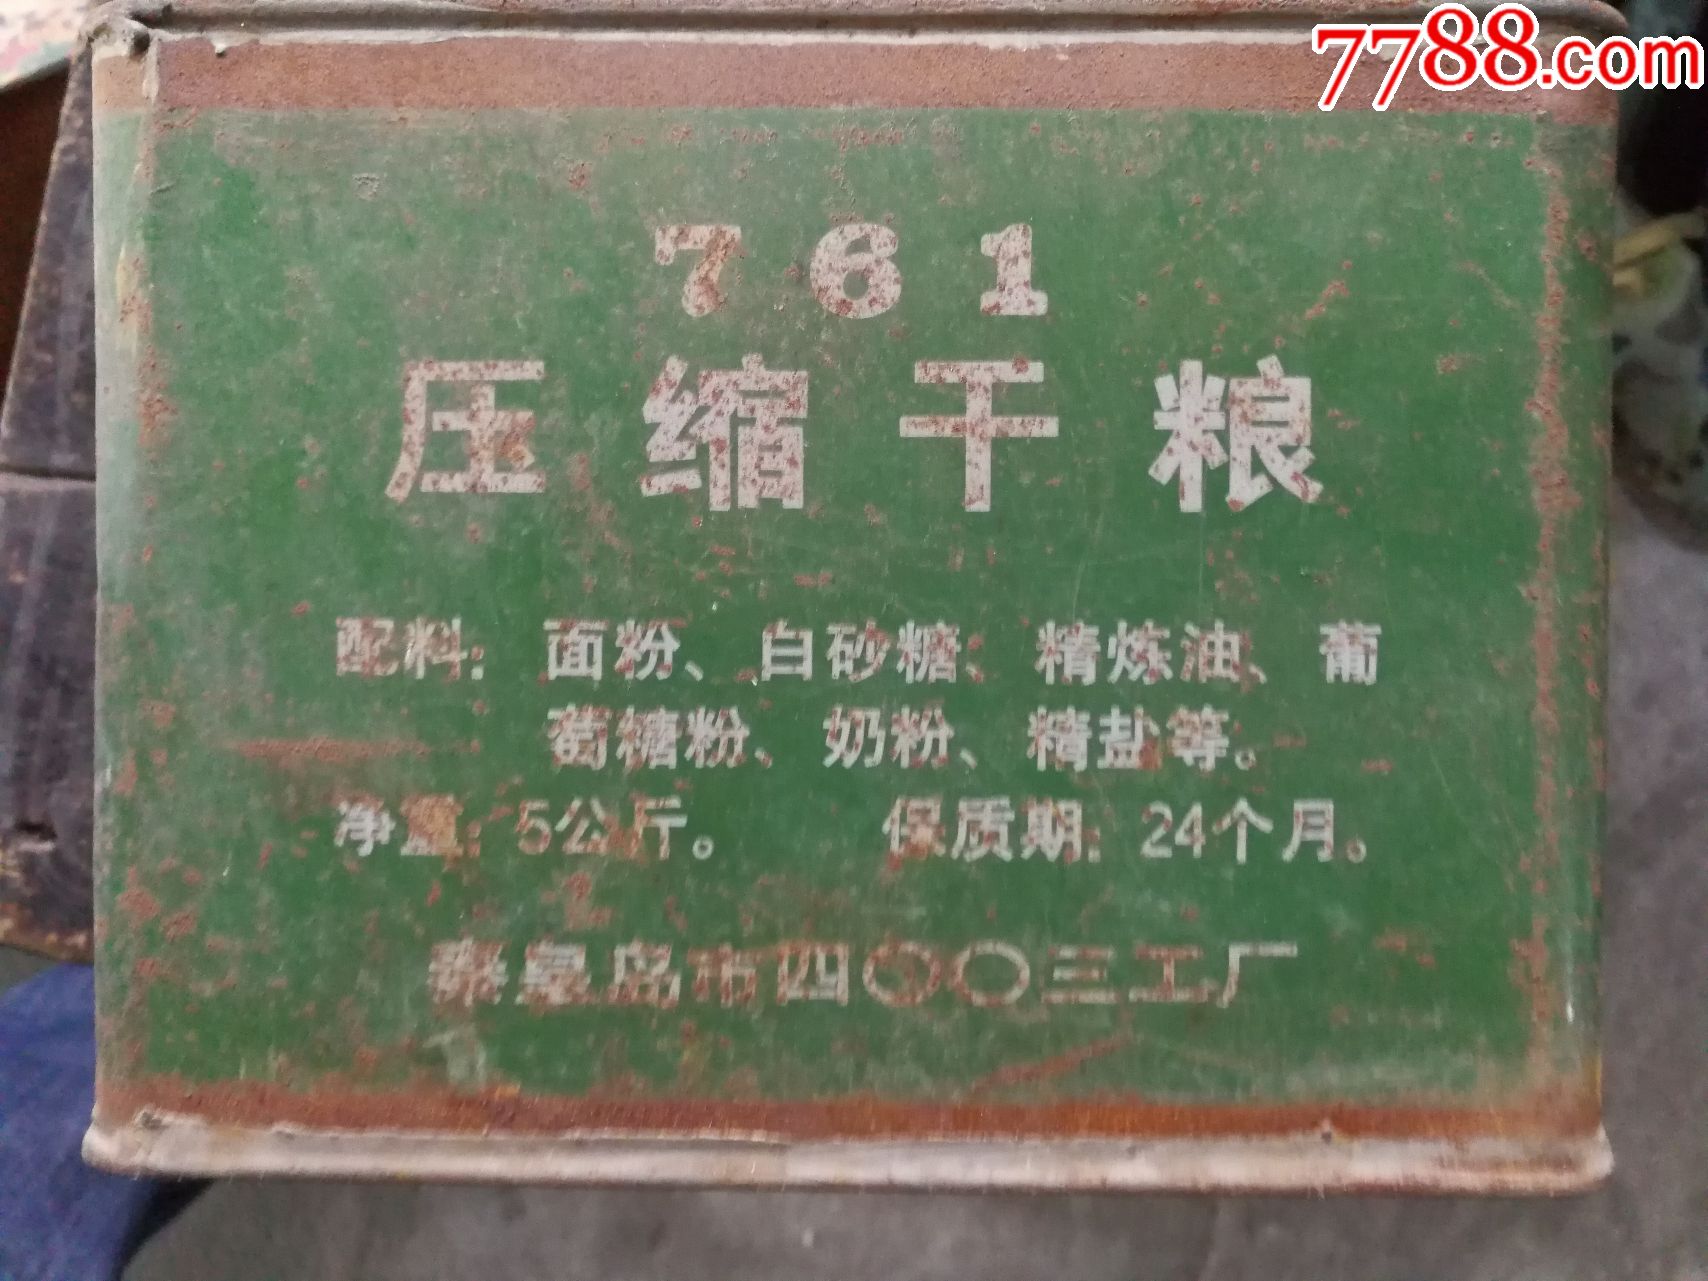 7788.com
761
压缩干粮
配料：面粉、白砂糖、精炼油、葡
萄糖粉、奶粉、精盐等。
净重：5公斤。 保质期：24个月。
秦皇岛市四〇〇三工厂